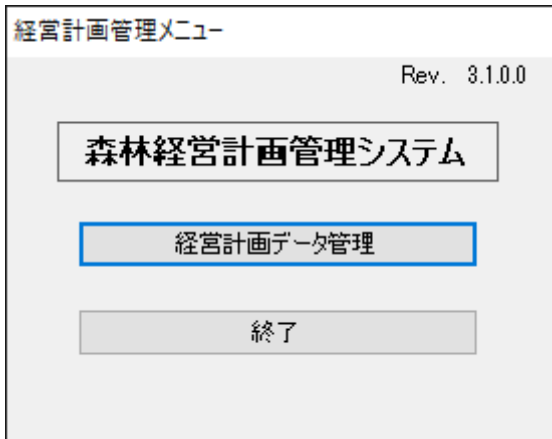 経営計画管理メニュー
Rev. 3.1.0.0
森林経営計画管理システム
経営計画データ管理
終了